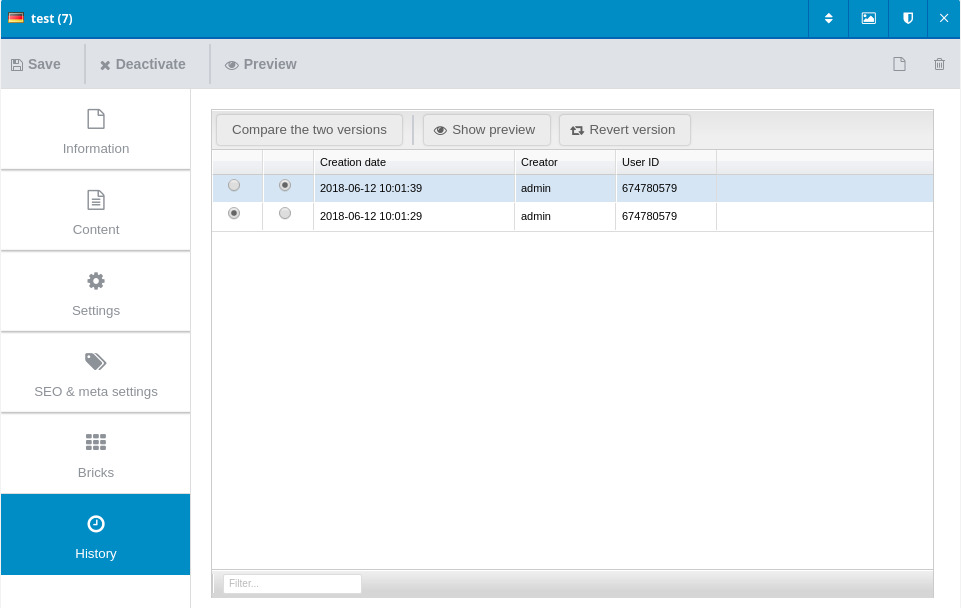 test (7)
Save Deactivate Preview
Information
Content
Settings
SEO & meta settings
Bricks
History
Compare the two versions Show preview Revert version
Creation date Creator User ID
2018-06-12 10:01:39 admin 674780579
2018-06-12 10:01:29 admin 674780579
Filter...